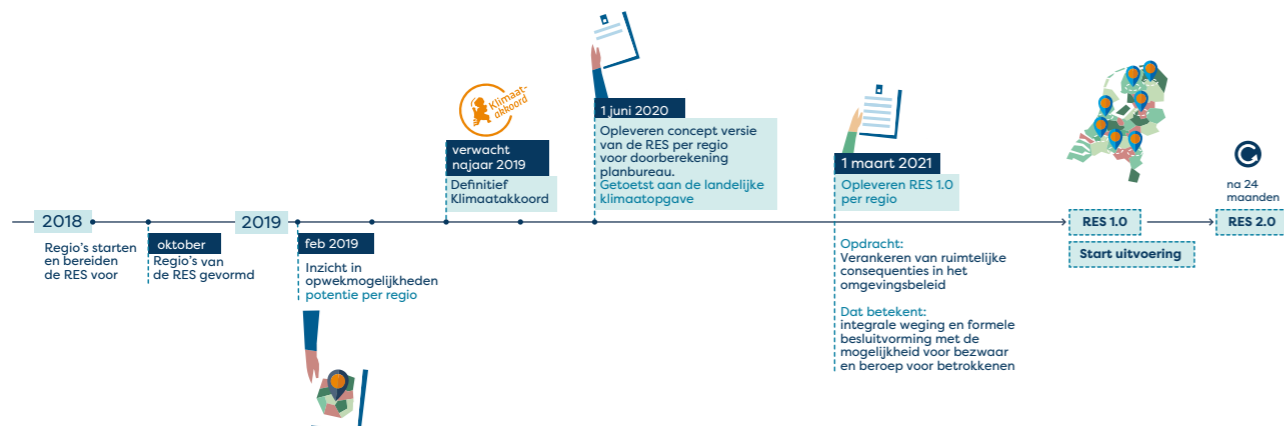 2018
Regio's starten
en bereiden
de RES voor
oktober
Regio's van
de RES gevormd
2019
feb 2019
Inzicht in
opwekmogelijkheden
potentie per regio
Klimaat-
akkoord
verwacht
najaar 2019
Definitief
Klimaatakkoord
1 juni 2020
Opleveren concept versie
van de RES per regio
voor doorberekening
planbureau.
Getoetst aan de landelijke
klimaatopgave
1 maart 2021
Opleveren RES 1.0
per regio
Opdracht:
Verankeren van ruimtelijke
consequenties in het
omgevingsbeleid
Dat betekent:
integrale weging en formele
besluitvorming met de
mogelijkheid voor bezwaar
en beroep voor betrokkenen
RES 1.0
Start uitvoering
na 24
maanden
RES 2.0